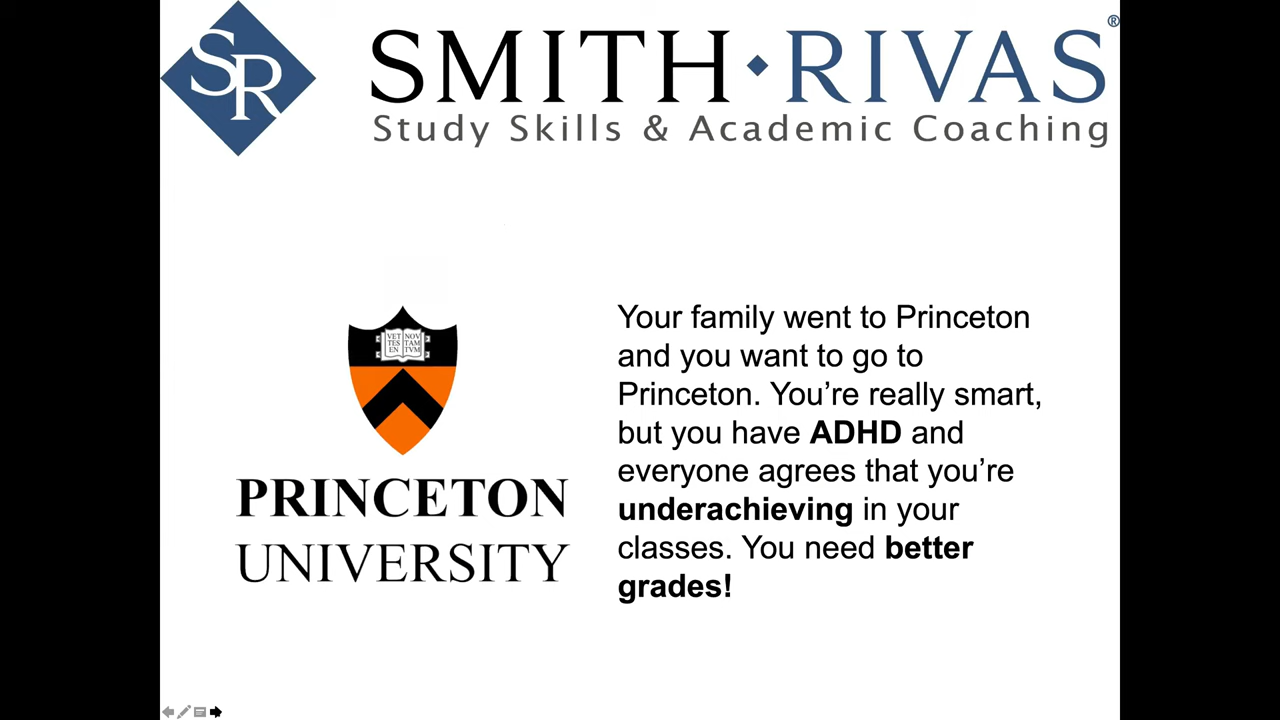 SR
SMITH RIVAS®
Study Skills & Academic Coaching
VET NOV
TES TAM
EN TVM
PRINCETON
UNIVERSITY
Your family went to Princeton
and you want to go to
Princeton. You’re really smart,
but you have ADHD and
everyone agrees that you’re
underachieving in your
classes. You need better
grades!